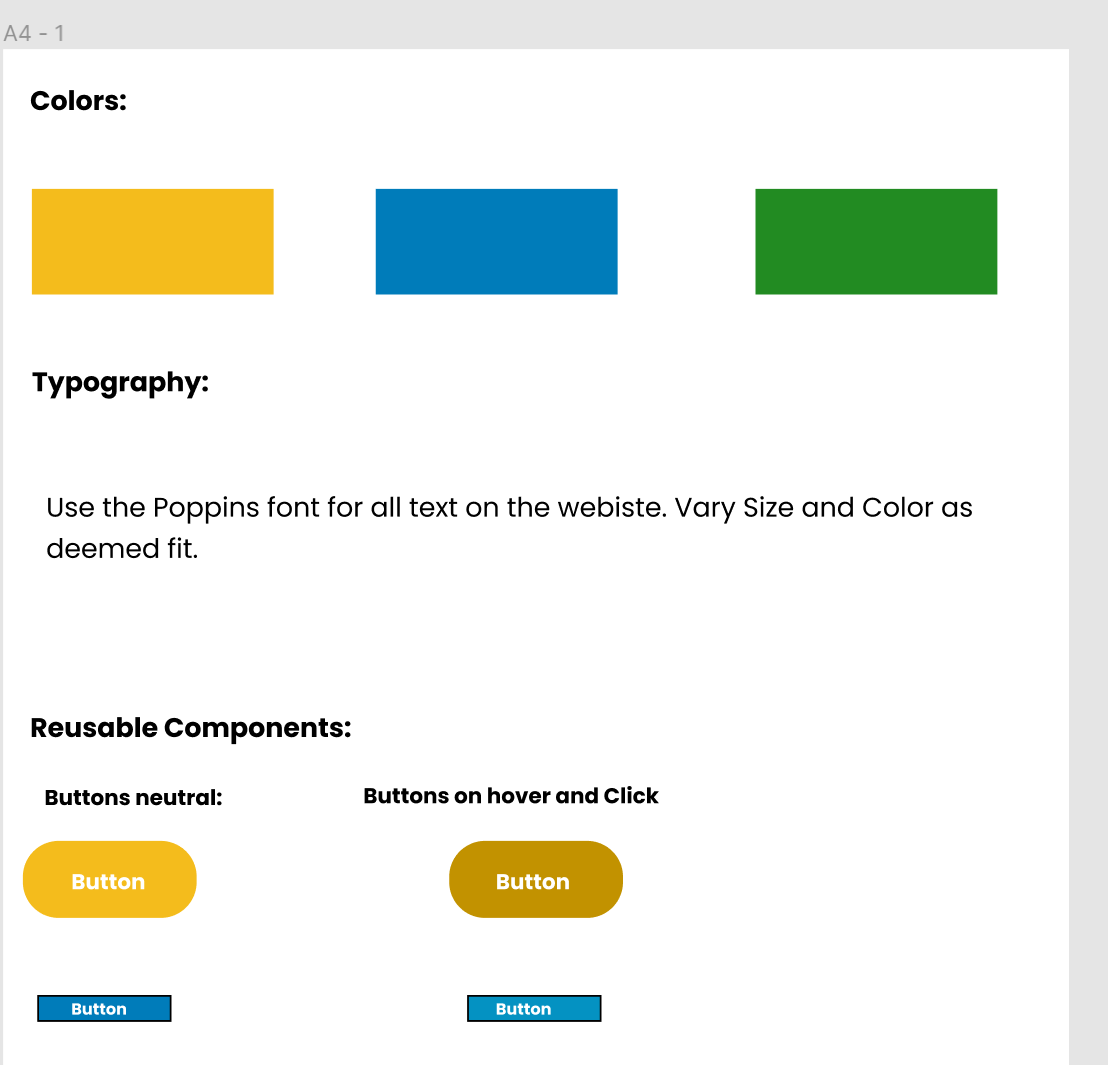 A4 - 1
Colors:
Typography:
Use the Poppins font for all text on the webiste. Vary Size and Color as
deemed fit.
Reusable Components:
Buttons neutral:
Buttons on hover and Click
Button
Button
Button
Button